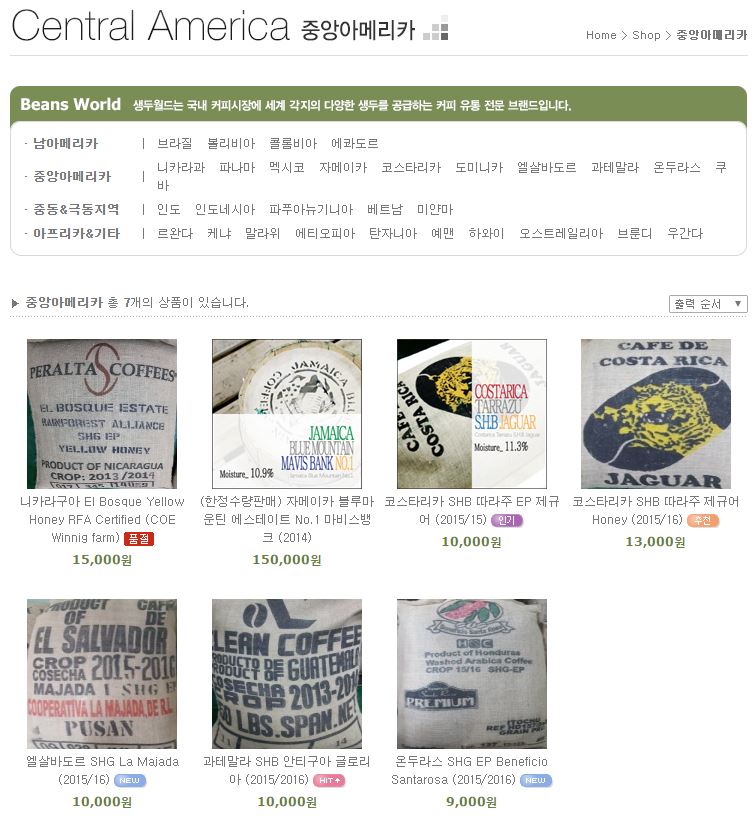 Central America 중앙아메리카
Home > Shop > 중앙아메리카
Beans World 생두월드는 국내 커피시장에 세계 각지의 다양한 생두를 공급하는 커피 유통 전문 브랜드입니다.
· 남아메리카 | 브라질 볼리비아 콜롬비아 에콰도르
· 중앙아메리카 | 니카라과 파나마 멕시코 자메이카 코스타리카 도미니카 엘살바도르 과테말라 온두라스 쿠
바
· 중동&극동지역 | 인도 인도네시아 파푸아뉴기니아 베트남 미얀마
· 아프리카&기타 | 르완다 케냐 말라위 에티오피아 탄자니아 예맨 하와이 오스트레일리아 브룬디 우간다
▶ 중앙아메리카 총 7개의 상품이 있습니다.
출력 순서 ▼
PERALTA COFFEES
EL BOSQUE ESTATE
RAINFOREST ALLIANCE
SHG EP
YELLOW HONEY
PRODUCT OF NICARAGUA
CROP: 2013/2014
니카라구아 El Bosque Yellow
Honey RFA Certified (COE
Winnig farm) 품절
15,000원
JAMAICA
BLUE MOUNTAIN
MAVIS BANK NO.1
Jamaica Blue Mountain No.1
Moisture_ 10.9%
(한정수량판매) 자메이카 블루마
운틴 에스테이트 No.1 마비스뱅
크 (2014)
150,000원
CAFE
COSTA RICA
JAGUAR
COSTARICA
TARRAZU
S.H.B JAGUAR
Costarica Tarrazu S.H.B Jaguar
Moisture_ 11.3%
코스타리카 SHB 따라주 EP 제규
어 (2015/15) 인기
10,000원
CAFE DE
COSTA RICA
JAGUAR
코스타리카 SHB 따라주 제규어
Honey (2015/16) 추천
13,000원
PRODUCT CAFE
OF DE
EL SALVADOR
CROP 2015-2016
COSECHA
MAJADA 1 SHG EP
COOPERATIVA LA MAJADA DE R.L.
PUSAN
엘살바도르 SHG La Majada
(2015/16) NEW
10,000원
CLEAN COFFEE
PRODUCTO DE GUATEMALA
PRODUCT OF
COSECHA 2013-201
CROP
LBS.SPAN.NE
과테말라 SHB 안티구아 글로리
아 (2015/2016) HIT
10,000원
Beneficio Santa Rosa
HSC
Product of Honduras
Washed Arabica Coffee
CROP 15/16 SHG-EP
PREMIUM
ITOCHU
온두라스 SHG EP Beneficio
Santarosa (2015/2016) NEW
9,000원